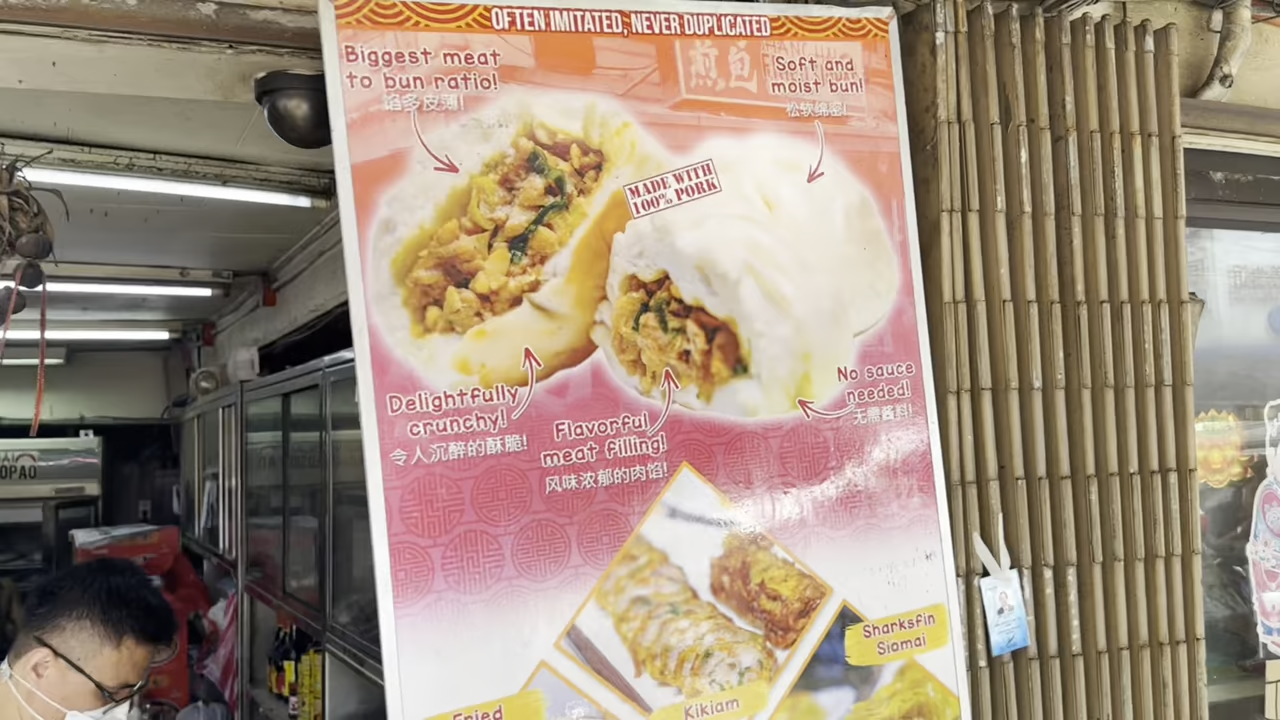 OFTEN IMITATED, NEVER DUPLICATED
Biggest meat
to bun ratio!
馅多皮薄!
煎包
Soft and
moist bun!
松软绵密!
MADE WITH
100% PORK
Delightfully
crunchy!
令人沉醉的酥脆!
Flavorful
meat filling!
风味浓郁的肉馅!
No sauce
needed!
无需酱料!
Sharksfin
Siomai
Kikiam
Fried
OPAO